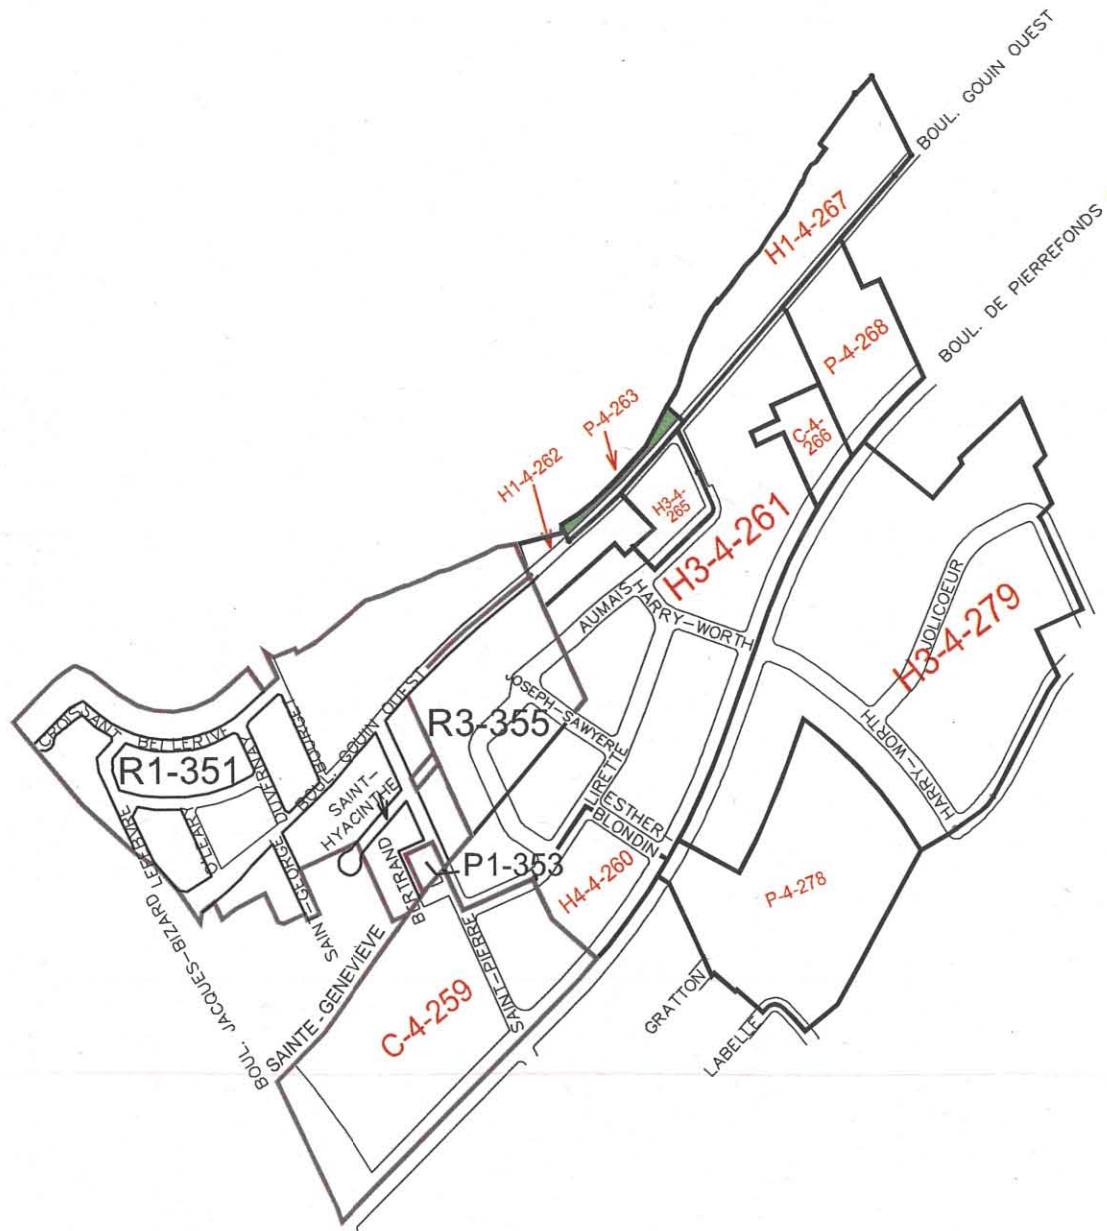 BOUL. GOUIN OUEST
H1-4-267
BOUL. DE PIERREFONDS
P-4-268
P-4-263
C-4-
266
H1-4-262
H3-4-
265
H3-4-261
AUMAIS
HARRY-WORTH
JOLICOEUR
H3-4-279
JOSEPH-SAWYER
R3-355
BOUL. GOUIN OUEST
CROISSANT BELLERIVE
BOURGET
R1-351
D'IVERNAY
HARRY-WORTH
SAINT-
HYACINTHE
LIRETTE
ESTHER
BLONDIN
LEFEBVRE
O'LEARY
SAINT-GEORGE
BERTRAND
P1-353
H4-4-260
P-4-278
BOUL. JACQUES-BIZARD
SAINTE-GENEVIÈVE
SAINT-PIERRE
C-4-259
GRATTON
LABELLE